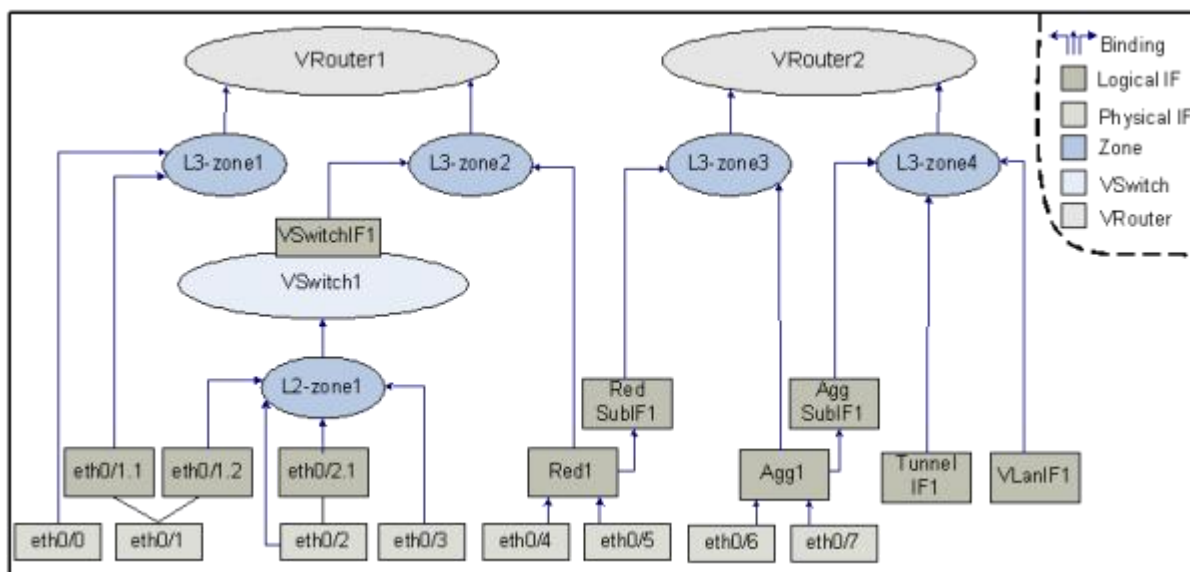 VRouter1
VRouter2
Binding
Logical IF
Physical IF
Zone
VSwitch
VRouter
L3-zone1
L3-zone2
L3-zone3
L3-zone4
VSwitchIF1
VSwitch1
L2-zone1
Red
SubIF1
Agg
SubIF1
eth0/1.1
eth0/1.2
eth0/2.1
Red1
Agg1
Tunnel
IF1
VLanIF1
eth0/0
eth0/1
eth0/2
eth0/3
eth0/4
eth0/5
eth0/6
eth0/7